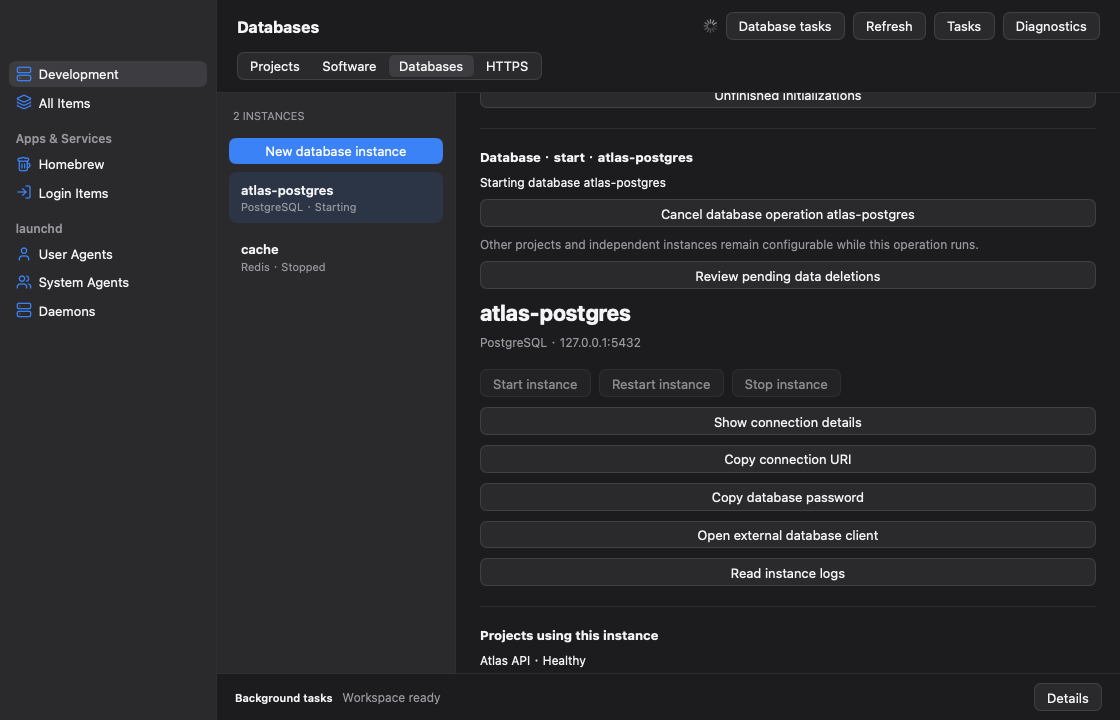 Databases
Database tasks
Refresh
Tasks
Diagnostics
Projects
Software
Databases
HTTPS
Development
All Items
Apps & Services
Homebrew
Login Items
launchd
User Agents
System Agents
Daemons
2 INSTANCES
New database instance
atlas-postgres
PostgreSQL · Starting
cache
Redis · Stopped
Unfinished initializations
Database · start · atlas-postgres
Starting database atlas-postgres
Cancel database operation atlas-postgres
Other projects and independent instances remain configurable while this operation runs.
Review pending data deletions
atlas-postgres
PostgreSQL · 127.0.0.1:5432
Start instance
Restart instance
Stop instance
Show connection details
Copy connection URI
Copy database password
Open external database client
Read instance logs
Projects using this instance
Atlas API · Healthy
Background tasks
Workspace ready
Details